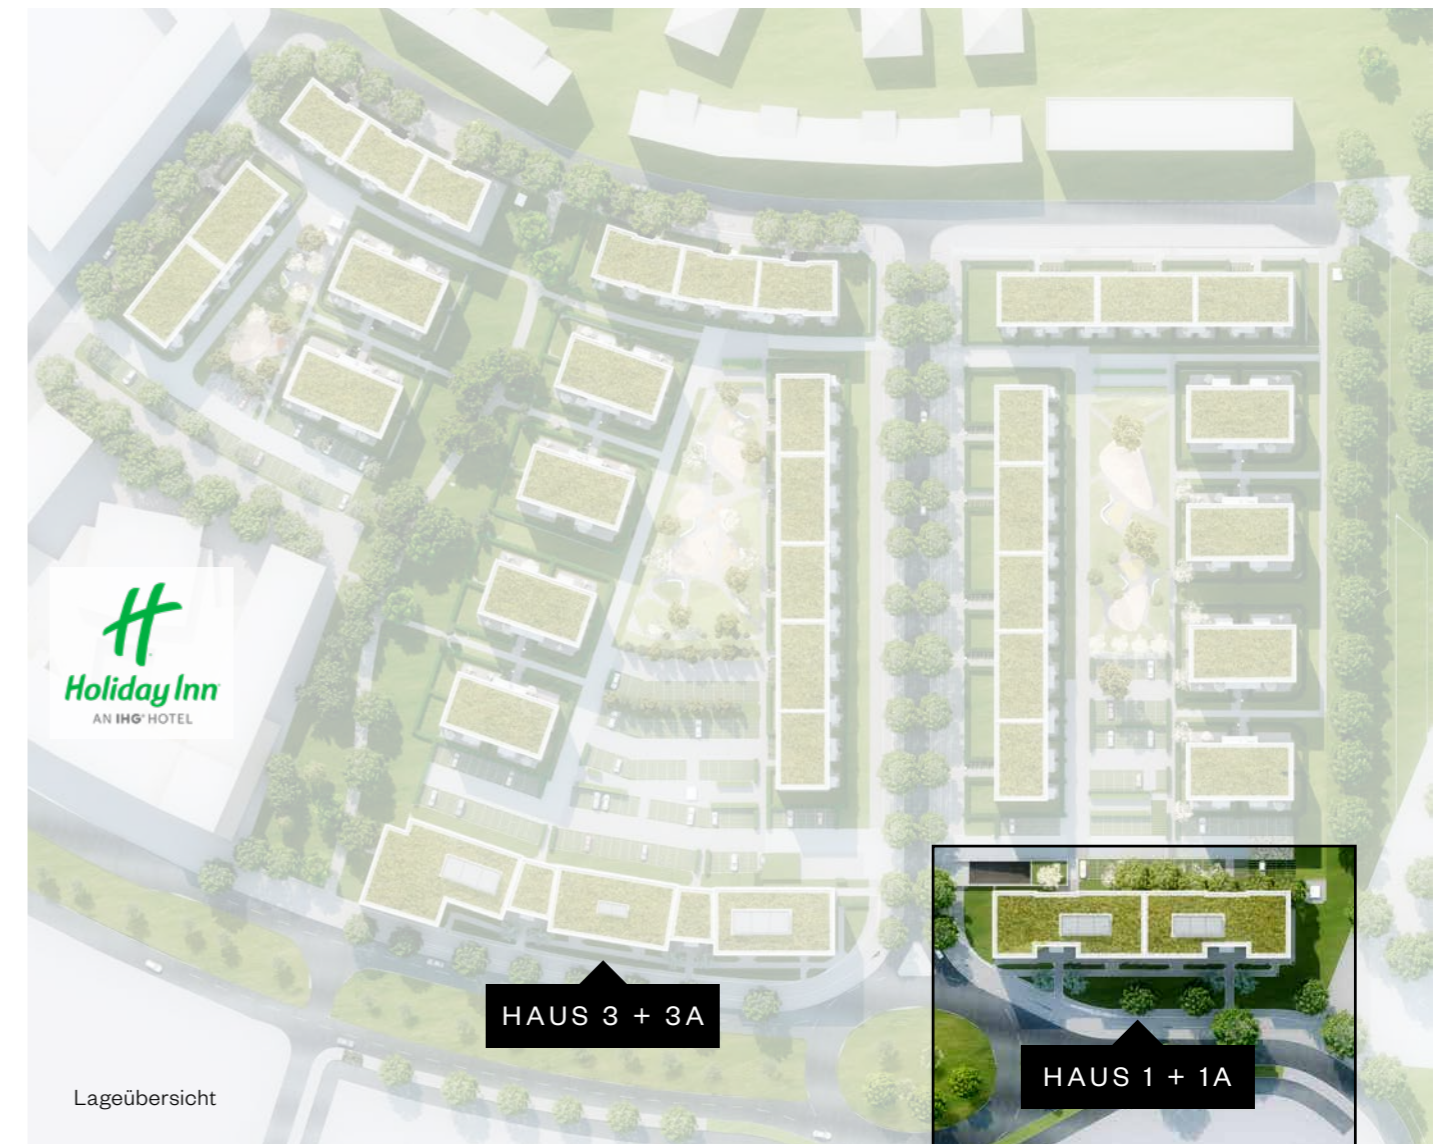 Holiday Inn
AN IHG® HOTEL
HAUS 3 + 3A
HAUS 1 + 1A
Lageübersicht